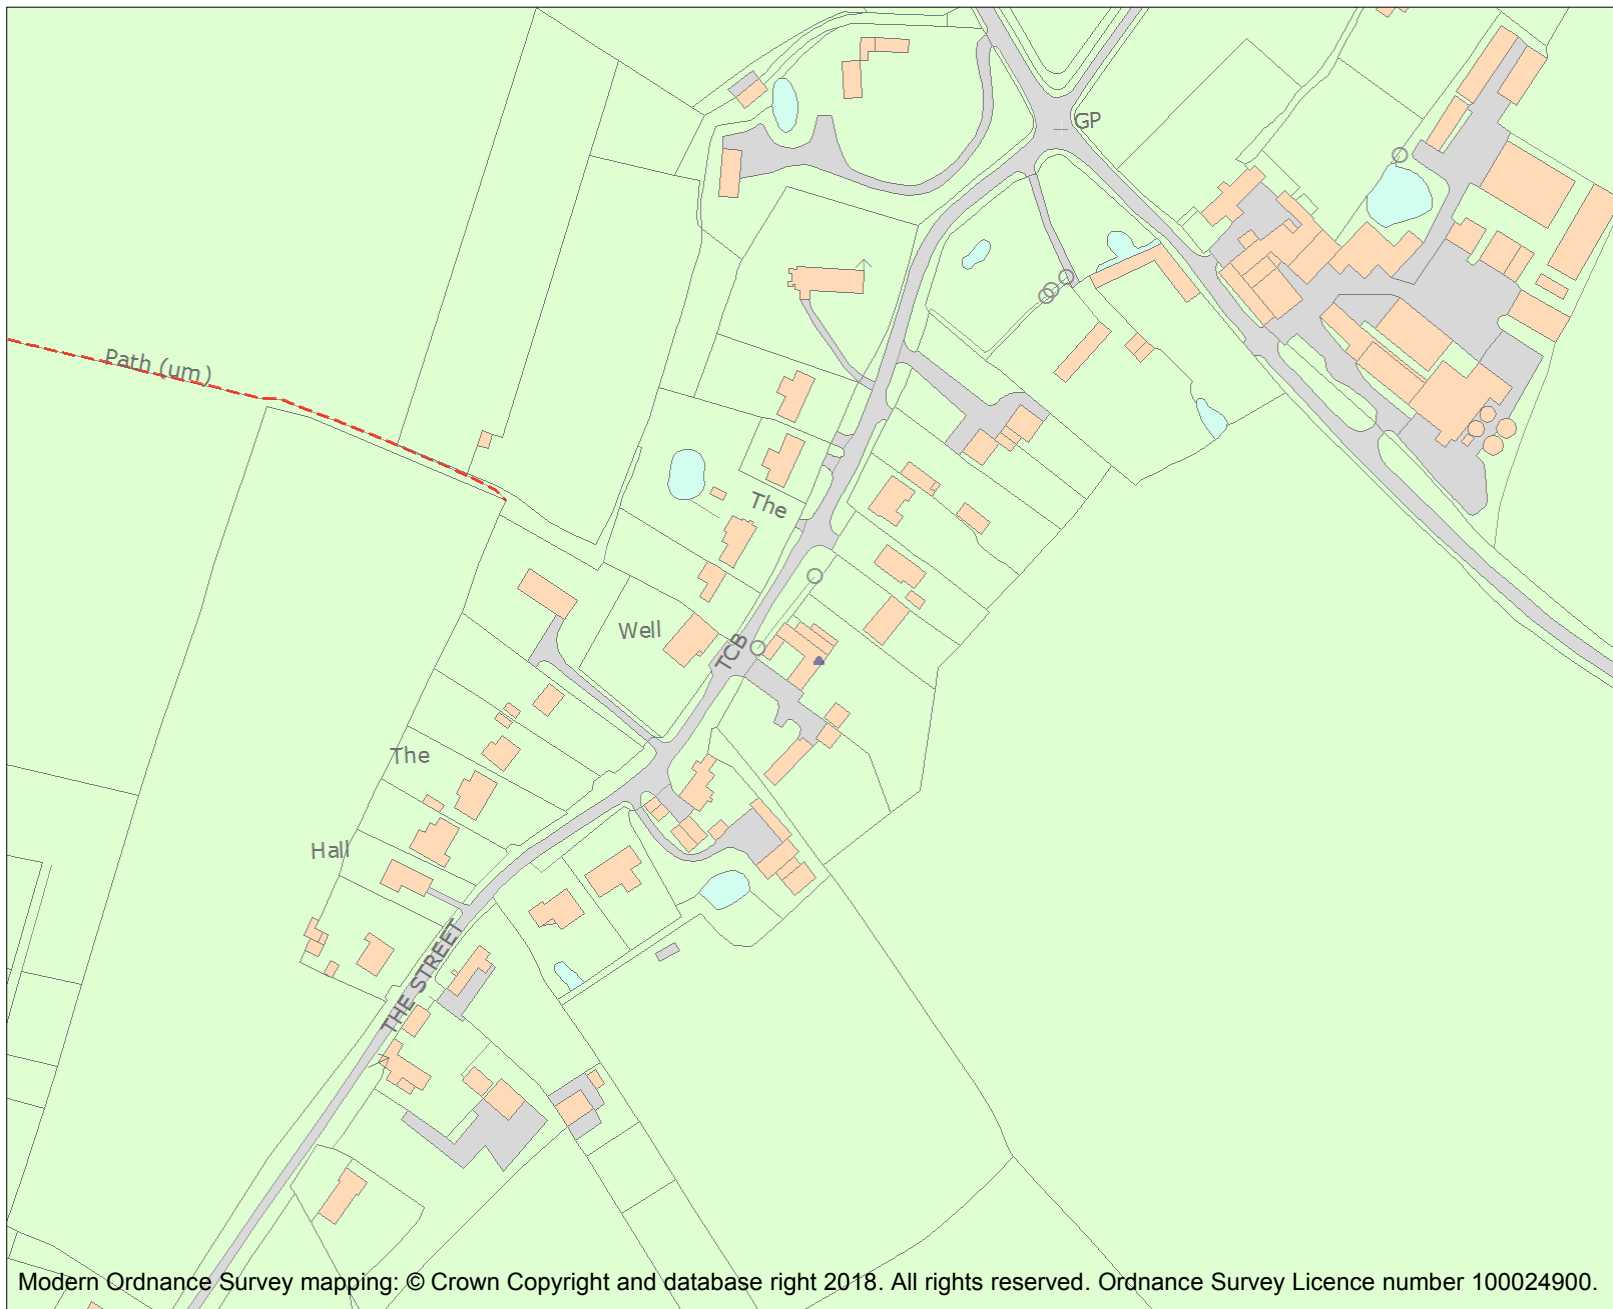 GP
Path (um)
The
Well
TCB
The
Hall
THE STREET
Modern Ordnance Survey mapping: © Crown Copyright and database right 2018. All rights reserved. Ordnance Survey Licence number 100024900.